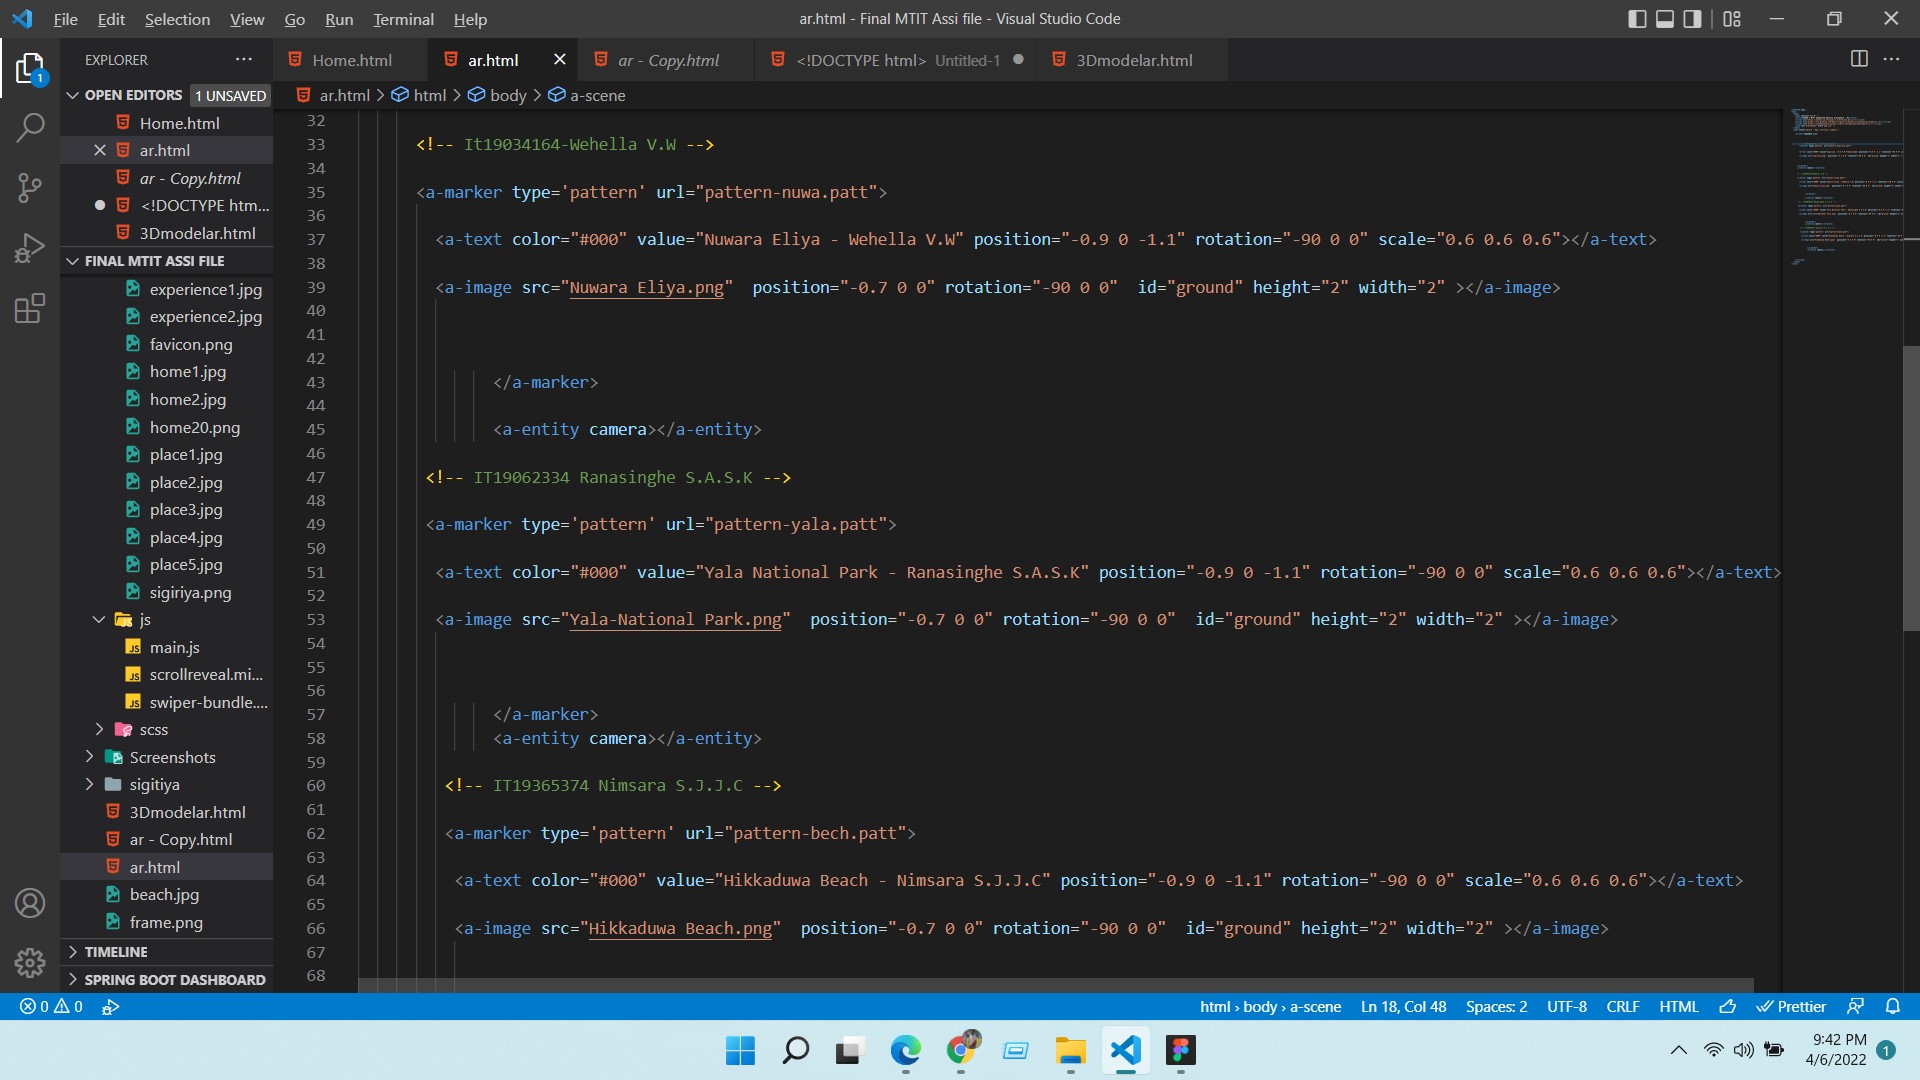 File Edit Selection View Go Run Terminal Help
ar.html - Final MTIT Assi file - Visual Studio Code
EXPLORER
Home.html
ar.html
ar - Copy.html
<!DOCTYPE html> Untitled-1
3Dmodelar.html
OPEN EDITORS 1 UNSAVED
Home.html
ar.html
ar - Copy.html
<!DOCTYPE htm...
3Dmodelar.html
FINAL MTIT ASSI FILE
experience1.jpg
experience2.jpg
favicon.png
home1.jpg
home2.jpg
home20.png
place1.jpg
place2.jpg
place3.jpg
place4.jpg
place5.jpg
sigiriya.png
js
main.js
scrollreveal.mi...
swiper-bundle....
scss
Screenshots
sigitiya
3Dmodelar.html
ar - Copy.html
ar.html
beach.jpg
frame.png
TIMELINE
SPRING BOOT DASHBOARD
ar.html > html > body > a-scene
32
33 <!-- It19034164-Wehella V.W -->
34
35 <a-marker type='pattern' url="pattern-nuwa.patt">
36
37 <a-text color="#000" value="Nuwara Eliya - Wehella V.W" position="-0.9 0 -1.1" rotation="-90 0 0" scale="0.6 0.6 0.6"></a-text>
38
39 <a-image src="Nuwara Eliya.png" position="-0.7 0 0" rotation="-90 0 0" id="ground" height="2" width="2" ></a-image>
40
41
42
43 </a-marker>
44
45 <a-entity camera></a-entity>
46
47 <!-- IT19062334 Ranasinghe S.A.S.K -->
48
49 <a-marker type='pattern' url="pattern-yala.patt">
50
51 <a-text color="#000" value="Yala National Park - Ranasinghe S.A.S.K" position="-0.9 0 -1.1" rotation="-90 0 0" scale="0.6 0.6 0.6"></a-text>
52
53 <a-image src="Yala-National Park.png" position="-0.7 0 0" rotation="-90 0 0" id="ground" height="2" width="2" ></a-image>
54
55
56
57 </a-marker>
58 <a-entity camera></a-entity>
59
60 <!-- IT19365374 Nimsara S.J.J.C -->
61
62 <a-marker type='pattern' url="pattern-bech.patt">
63
64 <a-text color="#000" value="Hikkaduwa Beach - Nimsara S.J.J.C" position="-0.9 0 -1.1" rotation="-90 0 0" scale="0.6 0.6 0.6"></a-text>
65
66 <a-image src="Hikkaduwa Beach.png" position="-0.7 0 0" rotation="-90 0 0" id="ground" height="2" width="2" ></a-image>
67
68
0 0
html > body > a-scene Ln 18, Col 48 Spaces: 2 UTF-8 CRLF HTML Prettier
9:42 PM
4/6/2022
1